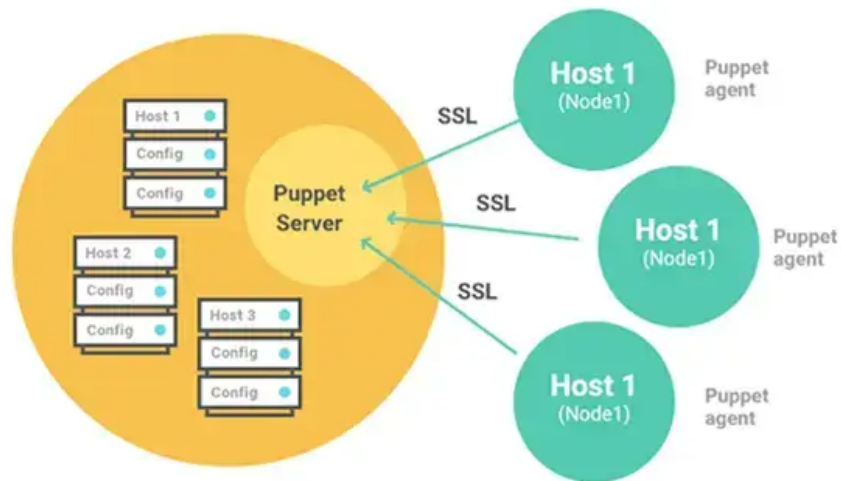 Host 1
Config
Config
Host 2
Config
Config
Host 3
Config
Config
Puppet
Server
SSL
SSL
SSL
Host 1
(Node1)
Puppet
agent
Host 1
(Node1)
Puppet
agent
Host 1
(Node1)
Puppet
agent